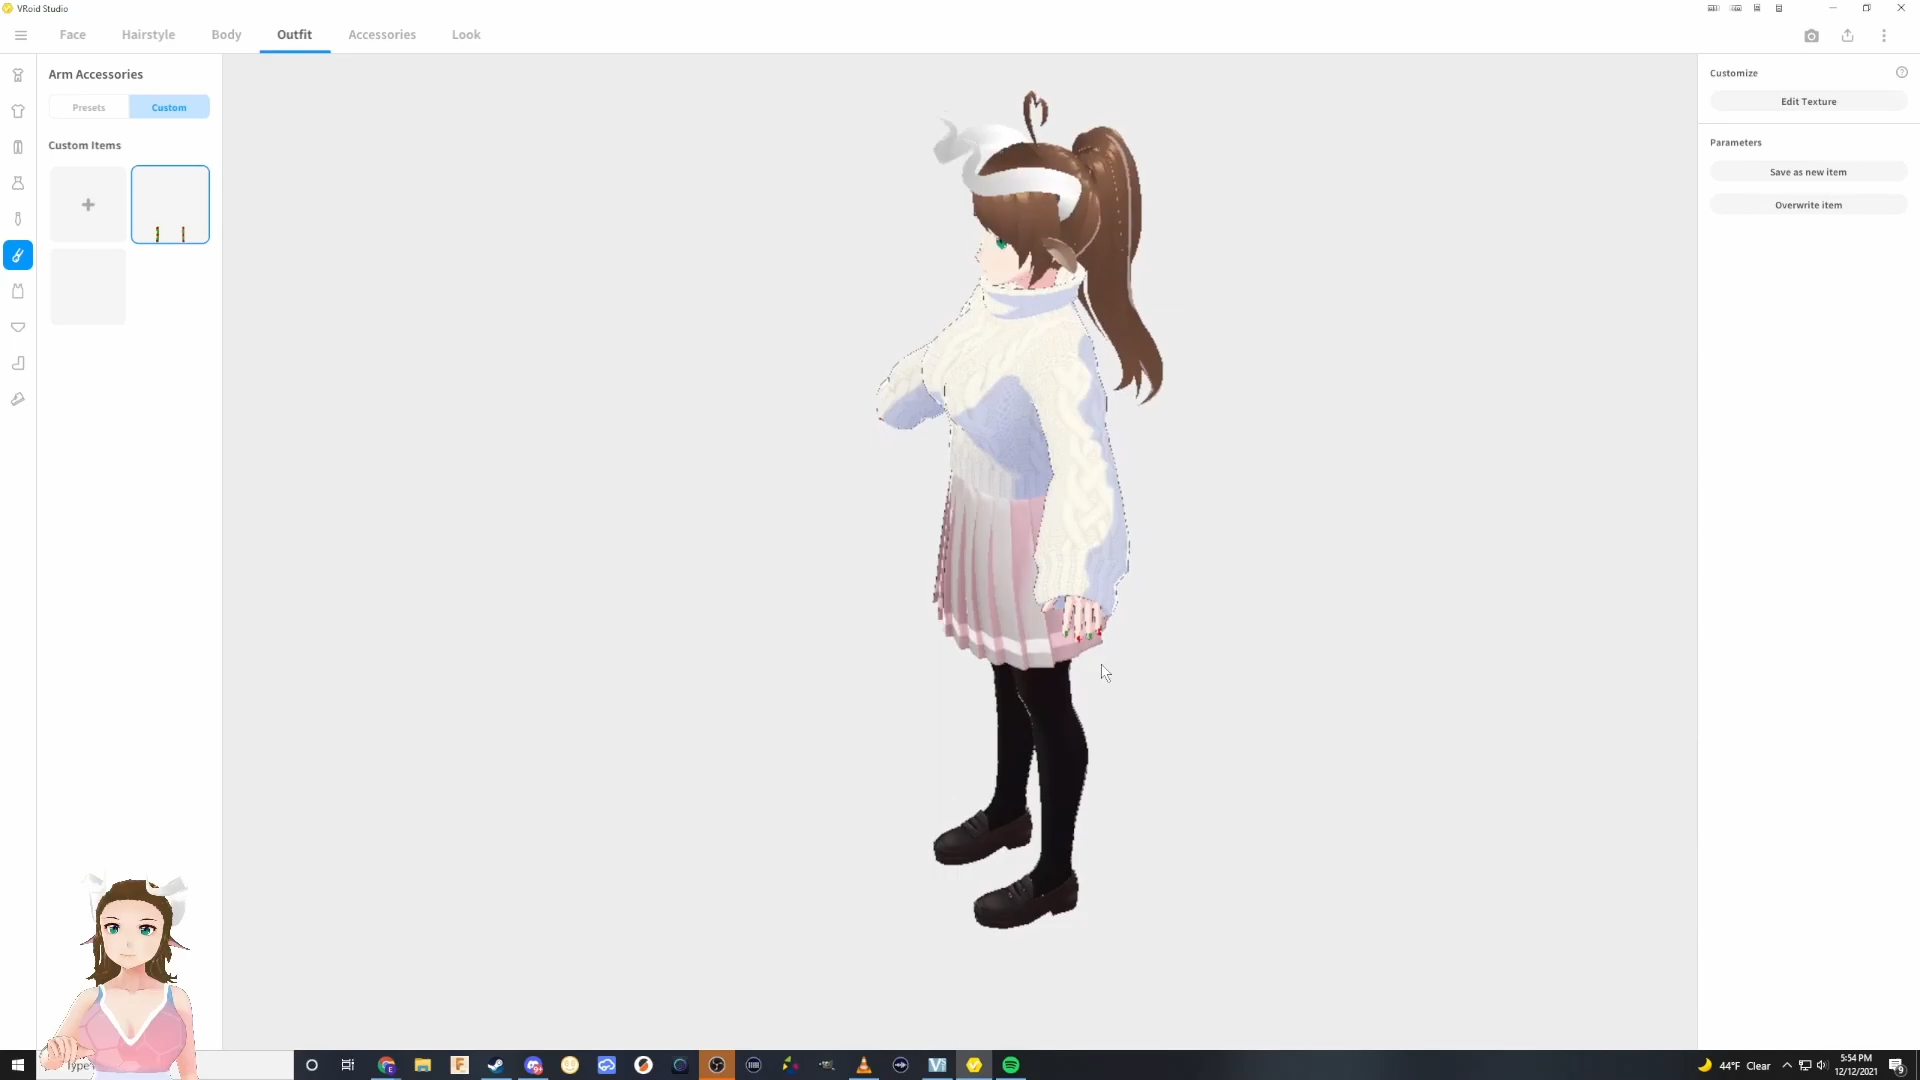 VRoid Studio
Face Hairstyle Body Outfit Accessories Look
Arm Accessories
Presets Custom
Custom Items
Customize
Edit Texture
Parameters
Save as new item
Overwrite item
Type
44°F Clear
5:54 PM
12/12/2021